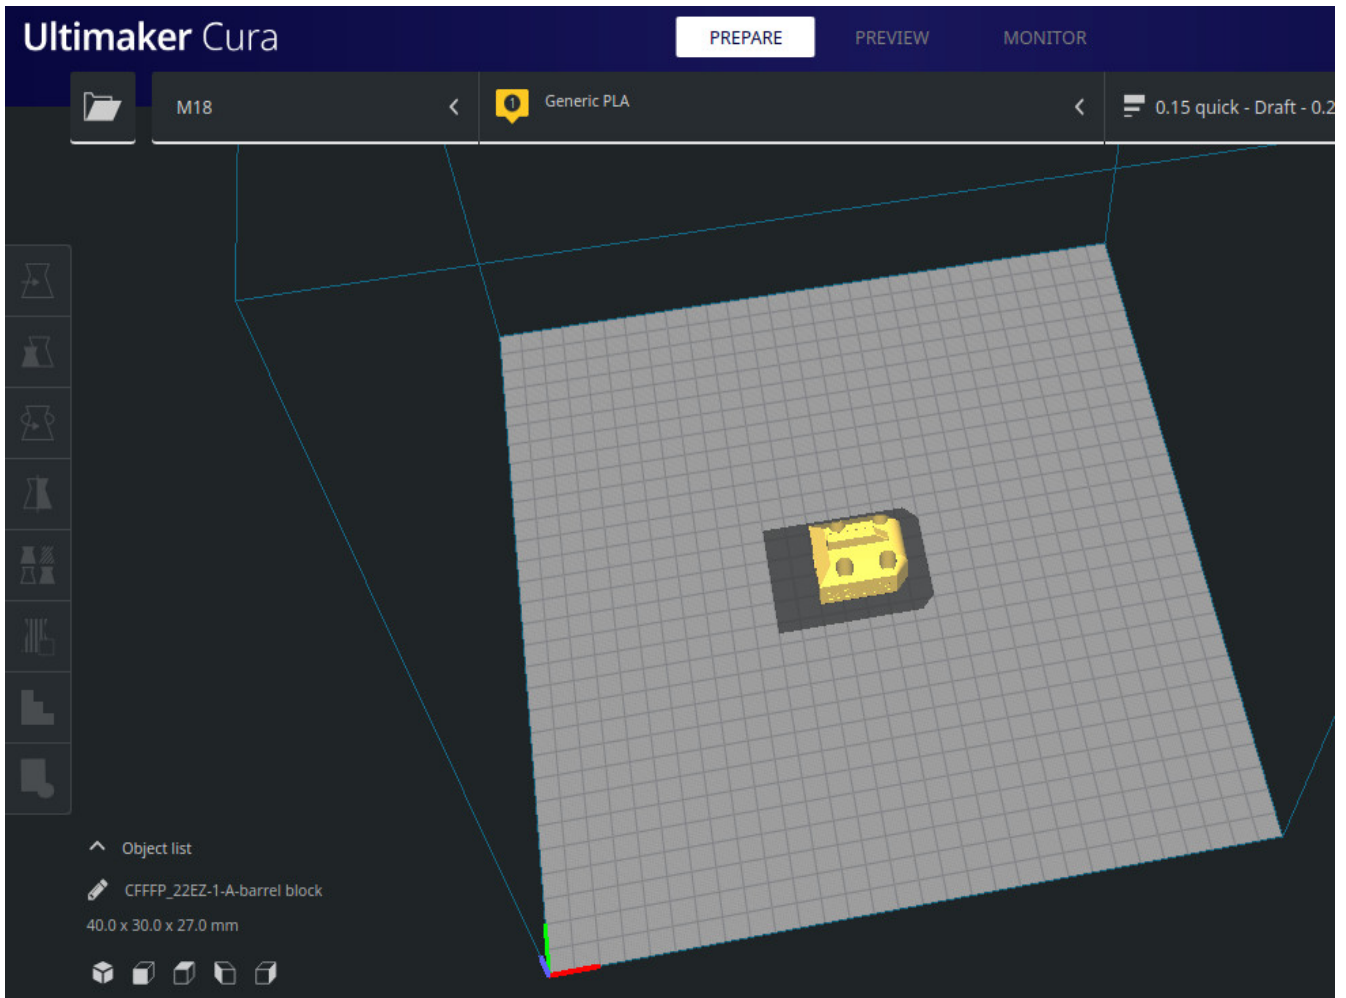 Ultimaker Cura
PREPARE
PREVIEW
MONITOR
M18
1
Generic PLA
0.15 quick - Draft - 0.2
Object list
CFFFP_22EZ-1-A-barrel block
40.0 x 30.0 x 27.0 mm